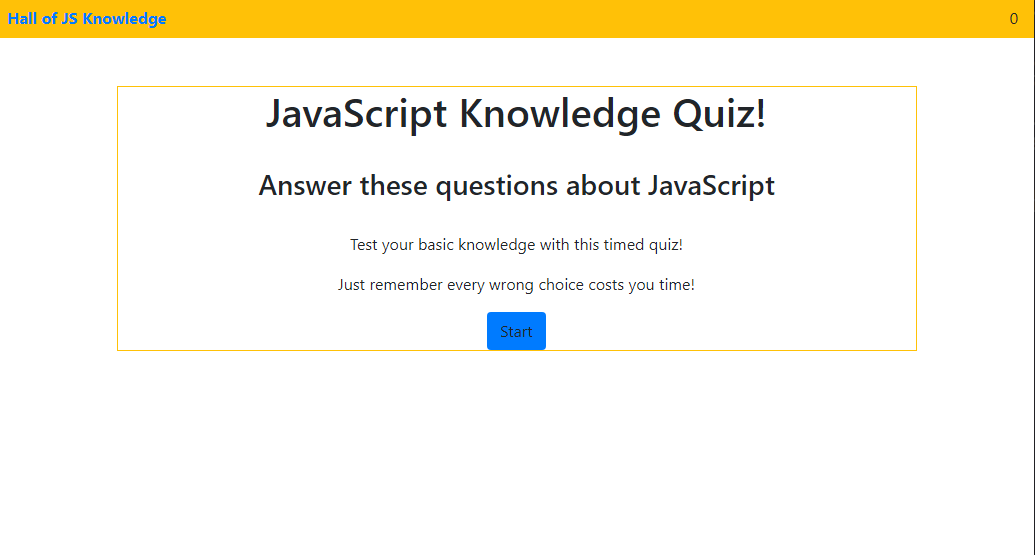 Hall of JS Knowledge 0
JavaScript Knowledge Quiz!
Answer these questions about JavaScript
Test your basic knowledge with this timed quiz!
Just remember every wrong choice costs you time!
Start